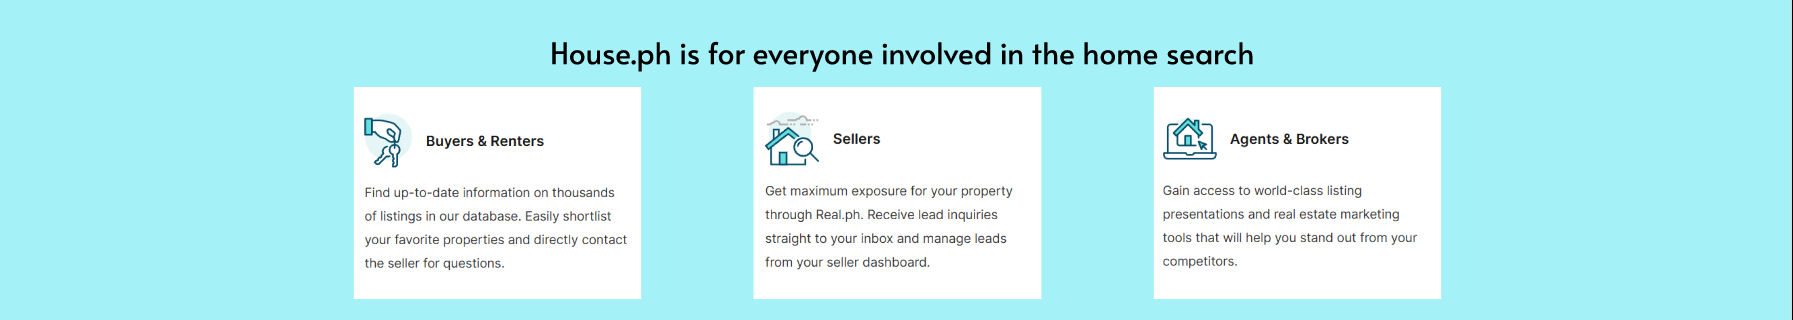 House.ph is for everyone involved in the home search
Buyers & Renters
Find up-to-date information on thousands
of listings in our database. Easily shortlist
your favorite properties and directly contact
the seller for questions.
Sellers
Get maximum exposure for your property
through Real.ph. Receive lead inquiries
straight to your inbox and manage leads
from your seller dashboard.
Agents & Brokers
Gain access to world-class listing
presentations and real estate marketing
tools that will help you stand out from your
competitors.